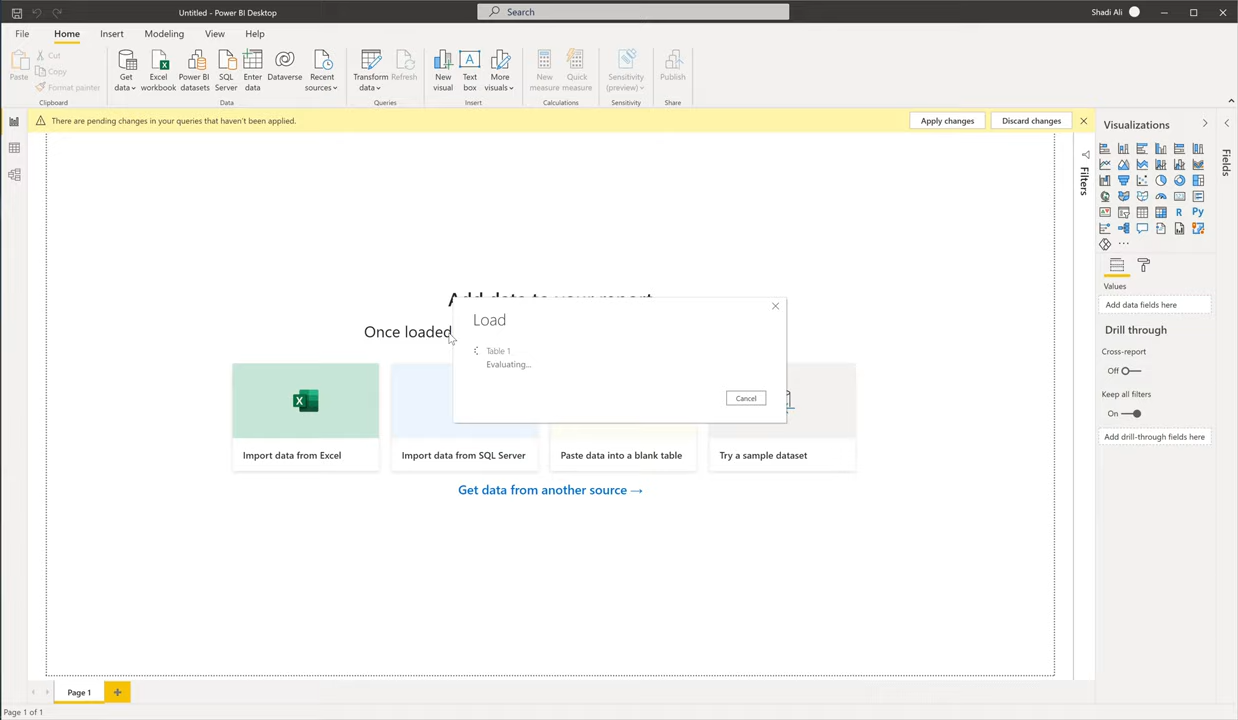 Untitled - Power BI Desktop
Search
Shadi Ali
File Home Insert Modeling View Help
Paste
Cut
Copy
Format painter
Clipboard
Get data
Excel workbook
Power BI datasets
SQL Server
Enter data
Dataverse
Recent sources
Data
Transform data
Refresh
Queries
New visual
Text box
More visuals
Insert
New measure
Quick measure
Calculations
Sensitivity (preview)
Sensitivity
Publish
Share
There are pending changes in your queries that haven't been applied.
Apply changes
Discard changes
Filters
Visualizations
Fields
R
Py
Values
Add data fields here
Drill through
Cross-report
Off
Keep all filters
On
Add drill-through fields here
Add data to your report
Once loaded
Load
Table 1
Evaluating...
Cancel
Import data from Excel
Import data from SQL Server
Paste data into a blank table
Try a sample dataset
Get data from another source →
Page 1
Page 1 of 1